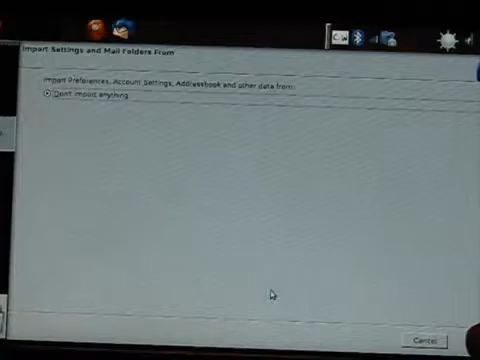 Import Settings and Mail Folders From
Import Preferences, Account Settings, Addressbook and other data from:
Don't import anything
Cancel